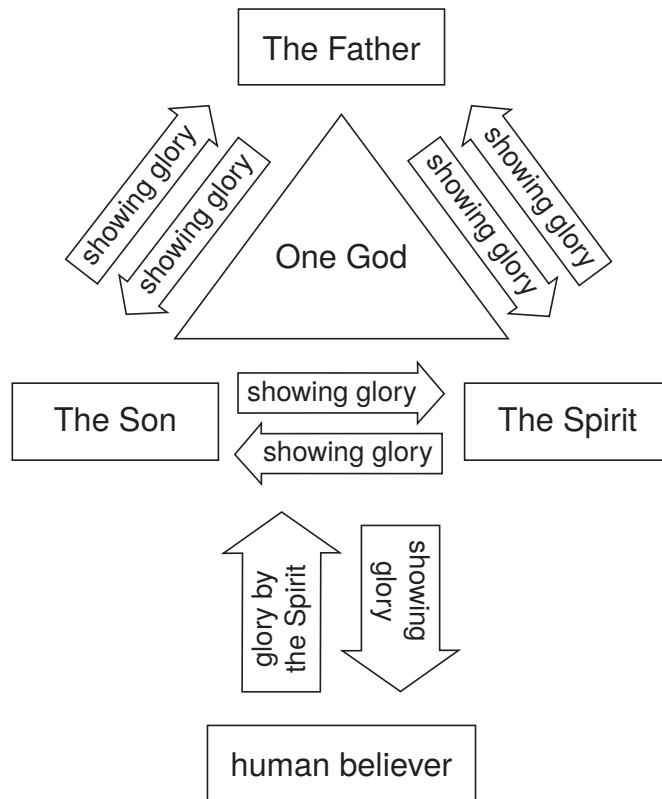 The Father
showing glory
showing glory
showing glory
showing glory
One God
The Son
showing glory
showing glory
The Spirit
glory by
the Spirit
showing
glory
human believer